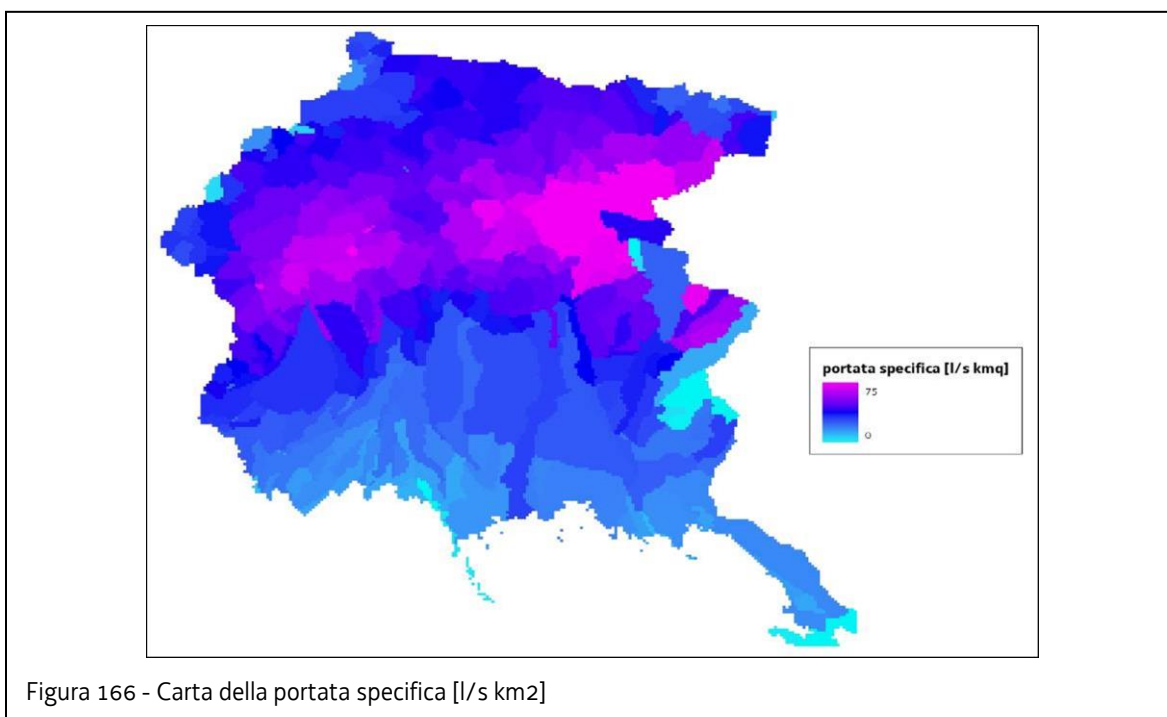 portata specifica [l/s kmq]
75
0
Figura 166 - Carta della portata specifica [l/s km2]